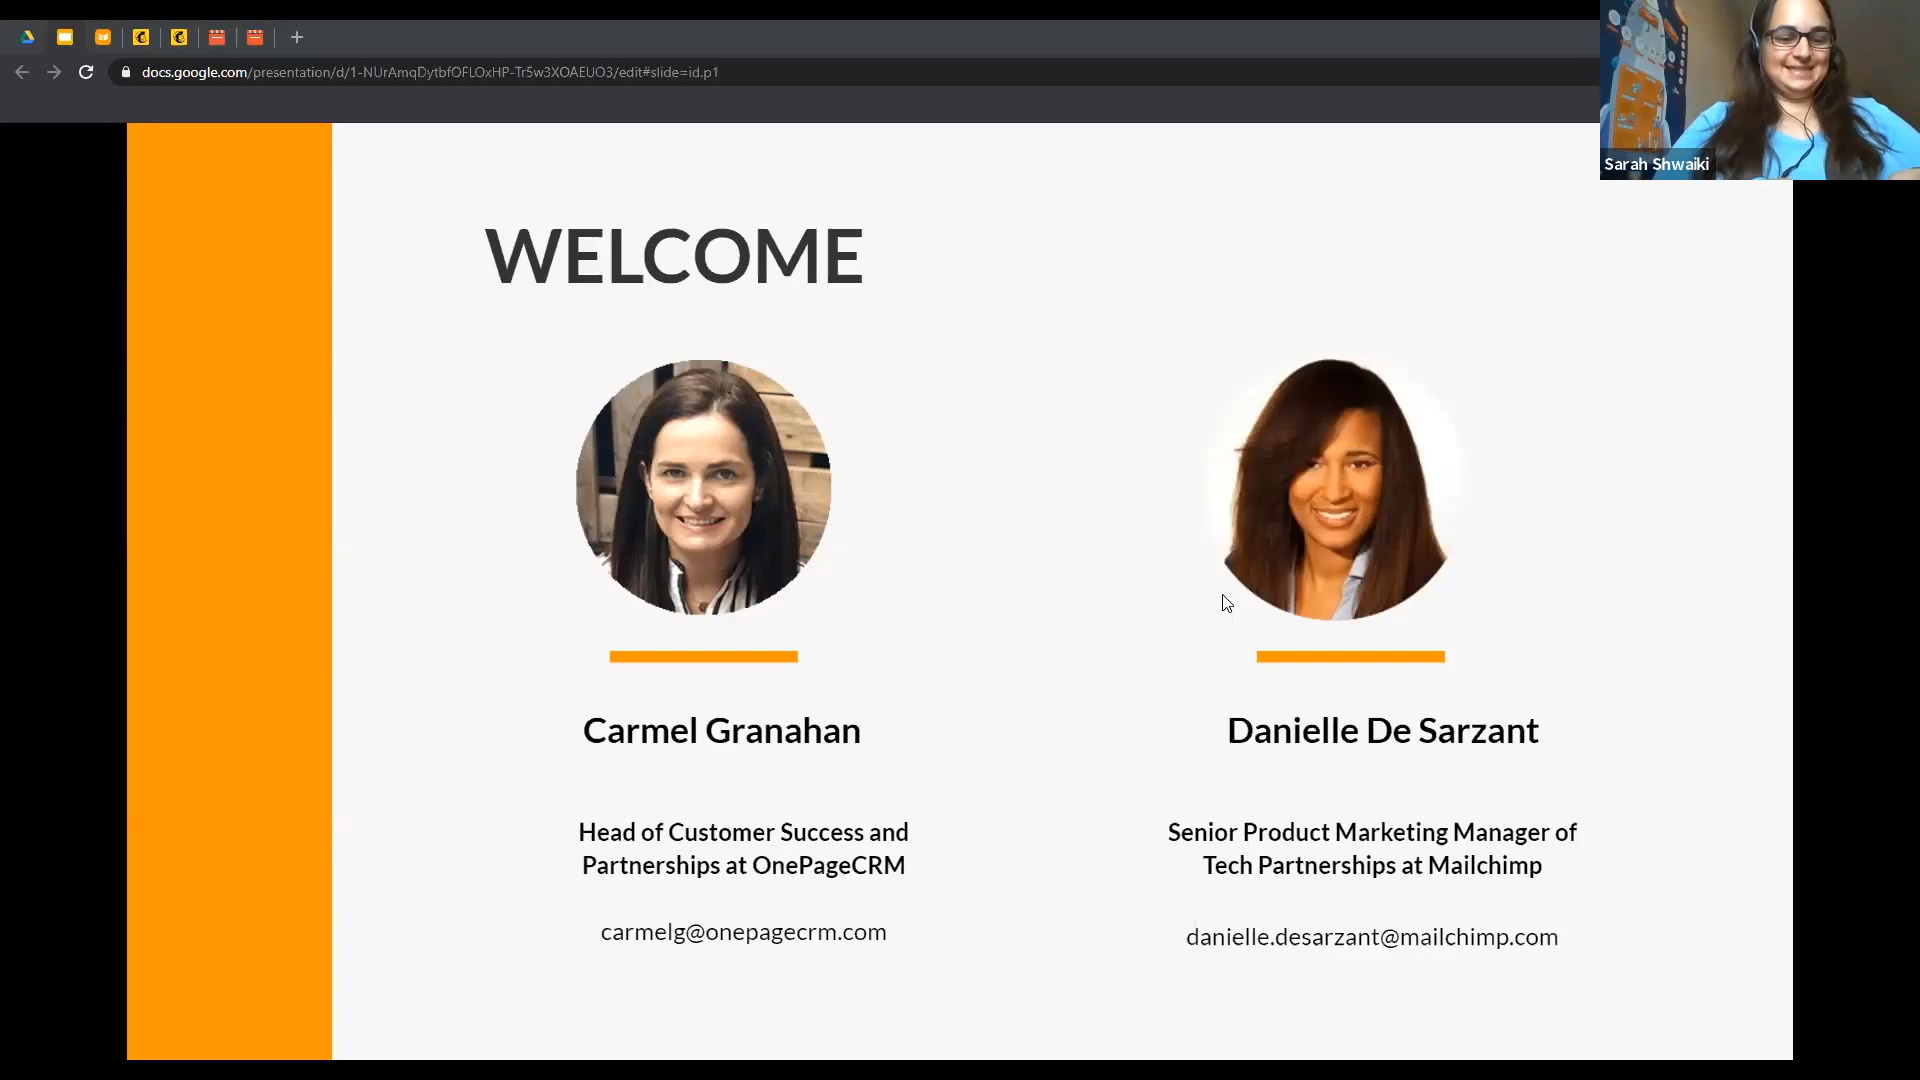 docs.google.com/presentation/d/1-NUrAmqDytbfOFLOxHP-Tr5w3XOAEUO3/edit#slide=id.p1
Sarah Shwaiki
WELCOME
Carmel Granahan
Danielle De Sarzant
Head of Customer Success and
Partnerships at OnePageCRM
Senior Product Marketing Manager of
Tech Partnerships at Mailchimp
carmelg@onepagecrm.com
danielle.desarzant@mailchimp.com